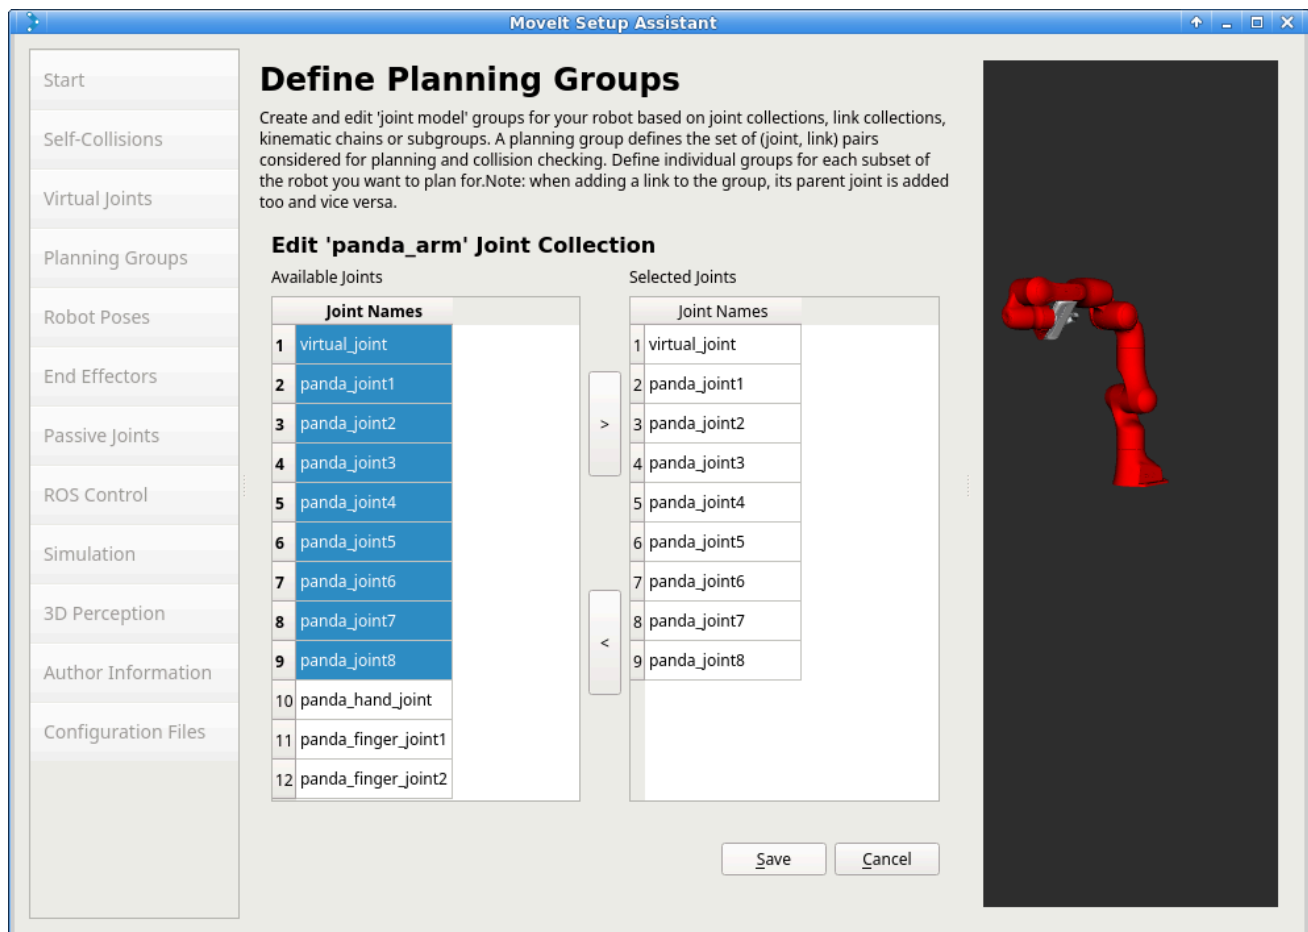 MoveIt Setup Assistant
Start
Self-Collisions
Virtual Joints
Planning Groups
Robot Poses
End Effectors
Passive Joints
ROS Control
Simulation
3D Perception
Author Information
Configuration Files
Define Planning Groups
Create and edit 'joint model' groups for your robot based on joint collections, link collections,
kinematic chains or subgroups. A planning group defines the set of (joint, link) pairs
considered for planning and collision checking. Define individual groups for each subset of
the robot you want to plan for.Note: when adding a link to the group, its parent joint is added
too and vice versa.
Edit 'panda_arm' Joint Collection
Available Joints
Joint Names
1 virtual_joint
2 panda_joint1
3 panda_joint2
4 panda_joint3
5 panda_joint4
6 panda_joint5
7 panda_joint6
8 panda_joint7
9 panda_joint8
10 panda_hand_joint
11 panda_finger_joint1
12 panda_finger_joint2
>
<
Selected Joints
Joint Names
1 virtual_joint
2 panda_joint1
3 panda_joint2
4 panda_joint3
5 panda_joint4
6 panda_joint5
7 panda_joint6
8 panda_joint7
9 panda_joint8
Save
Cancel